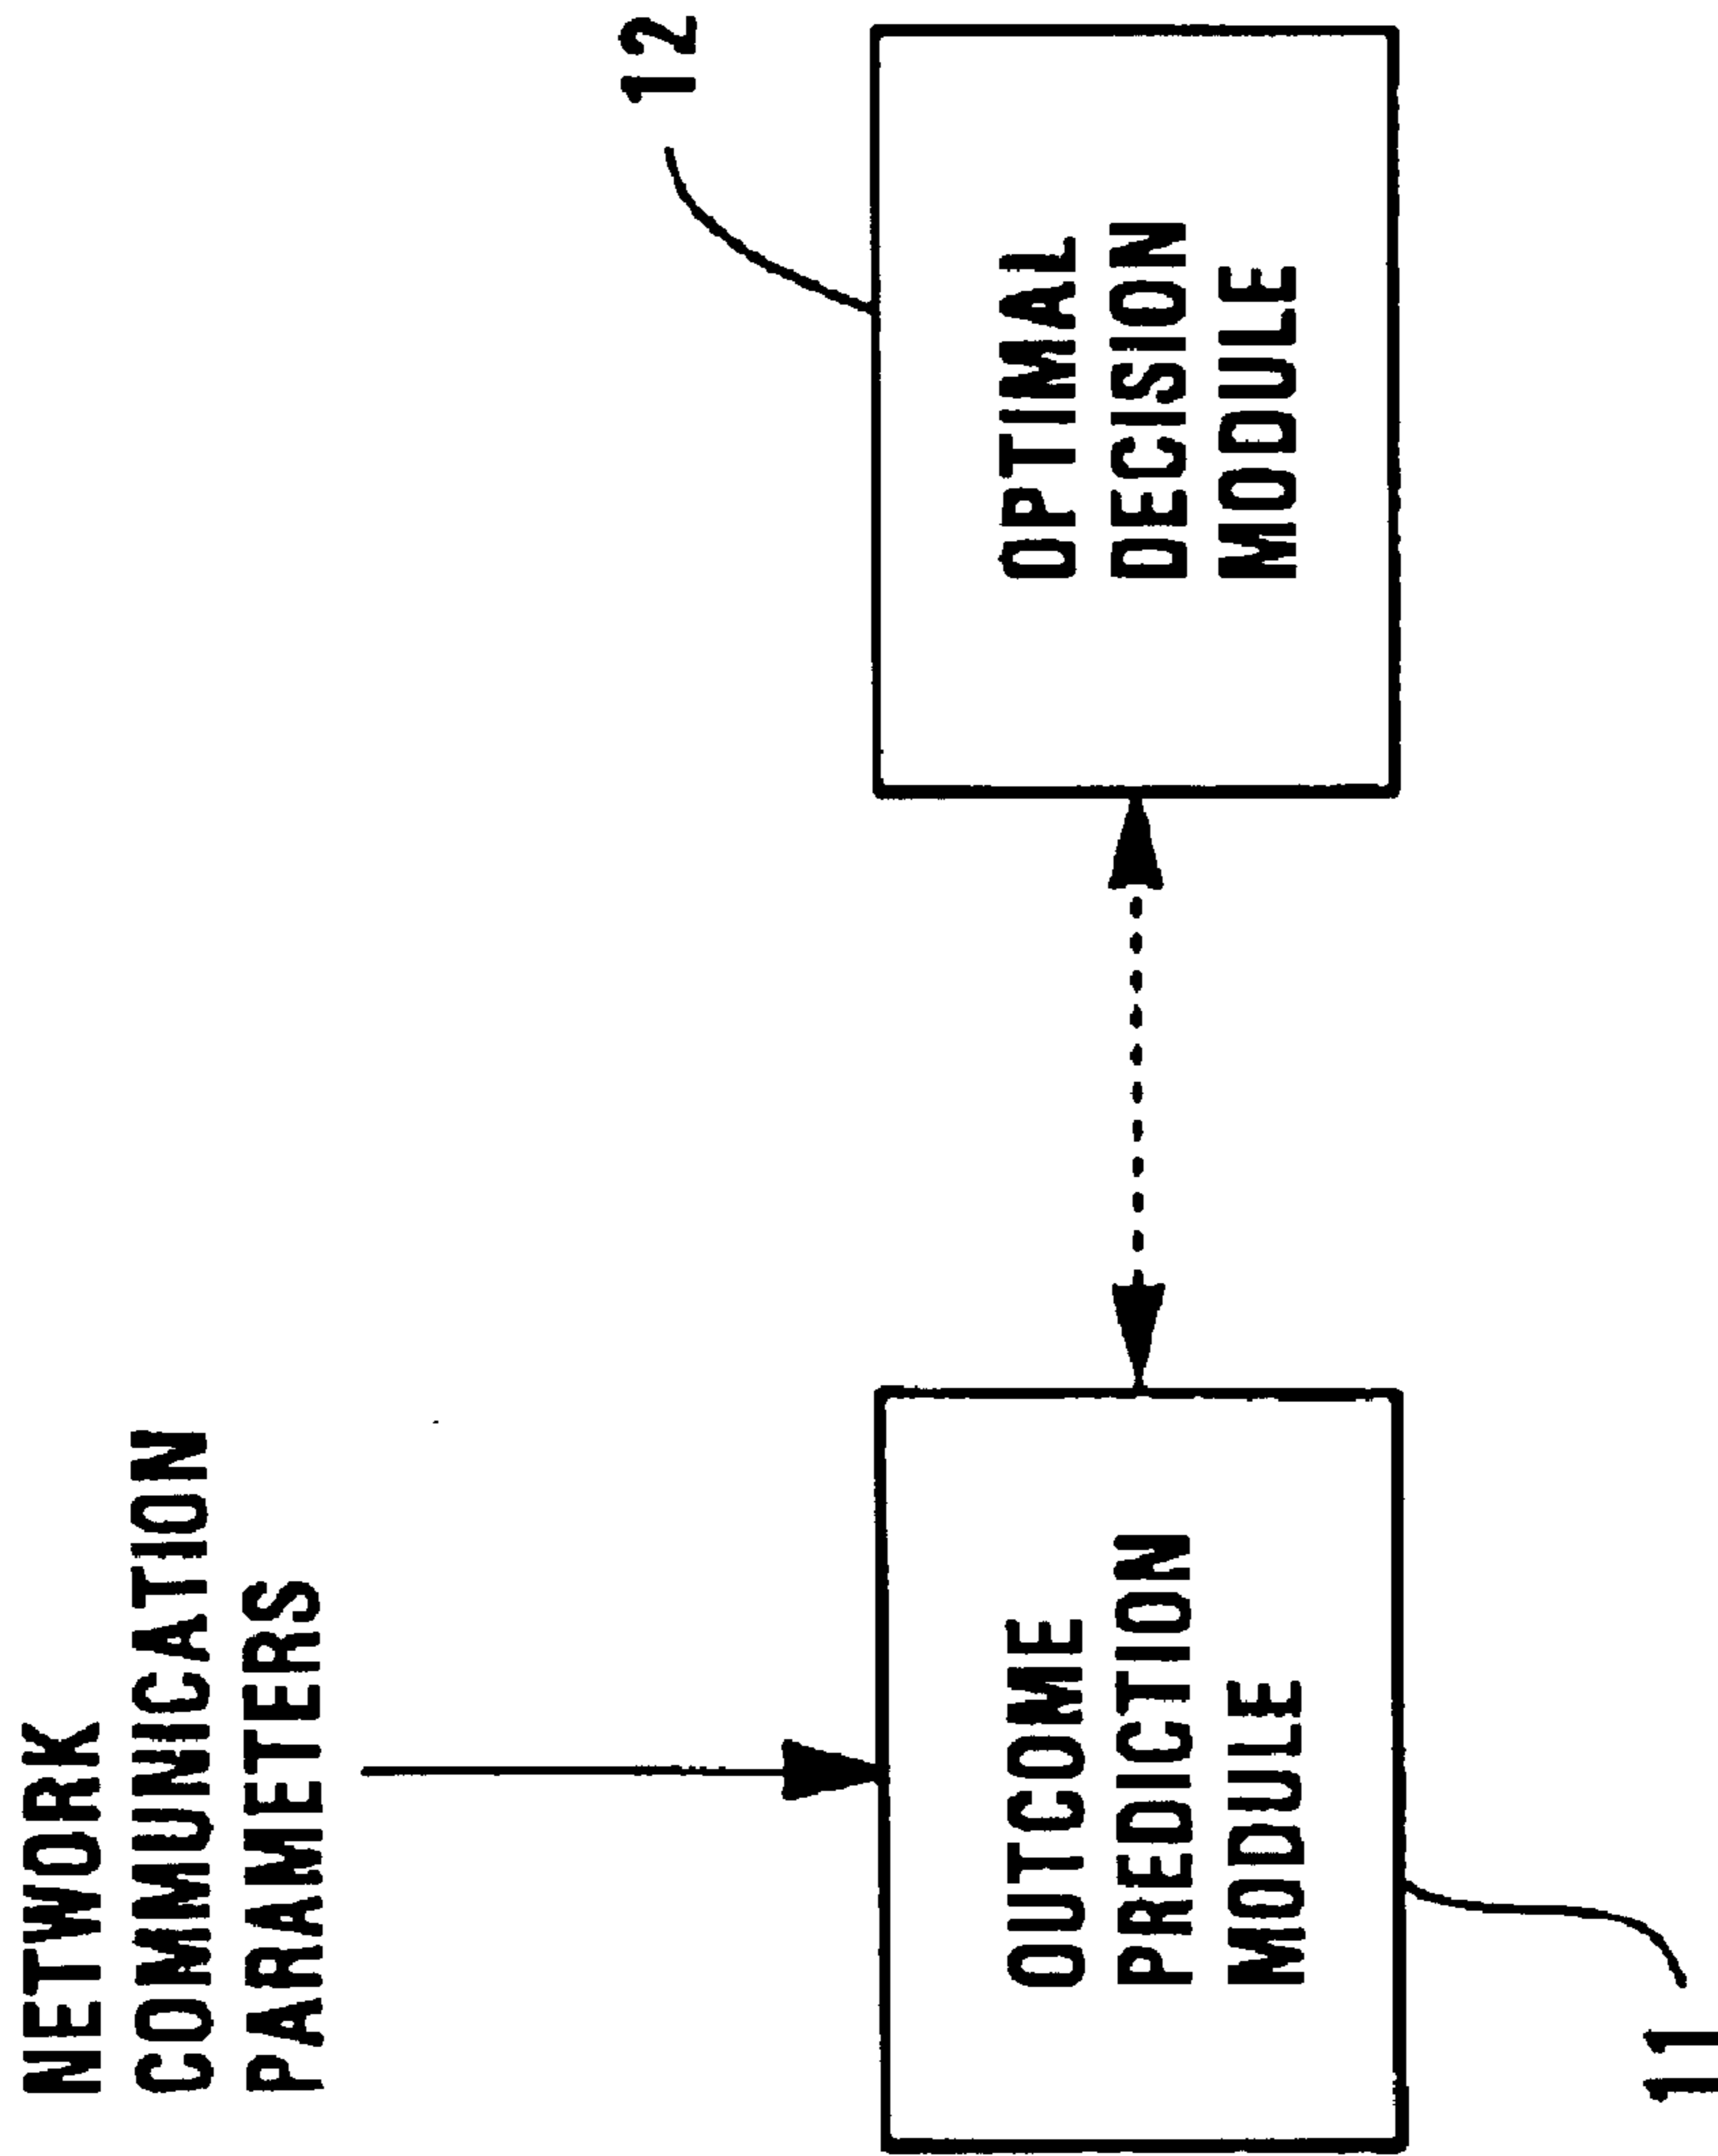 NETWORK
COMMUNICATION
PARAMETERS
OUTCOME
PREDICTION
MODULE
11
OPTIMAL
DECISION
MODULE
12